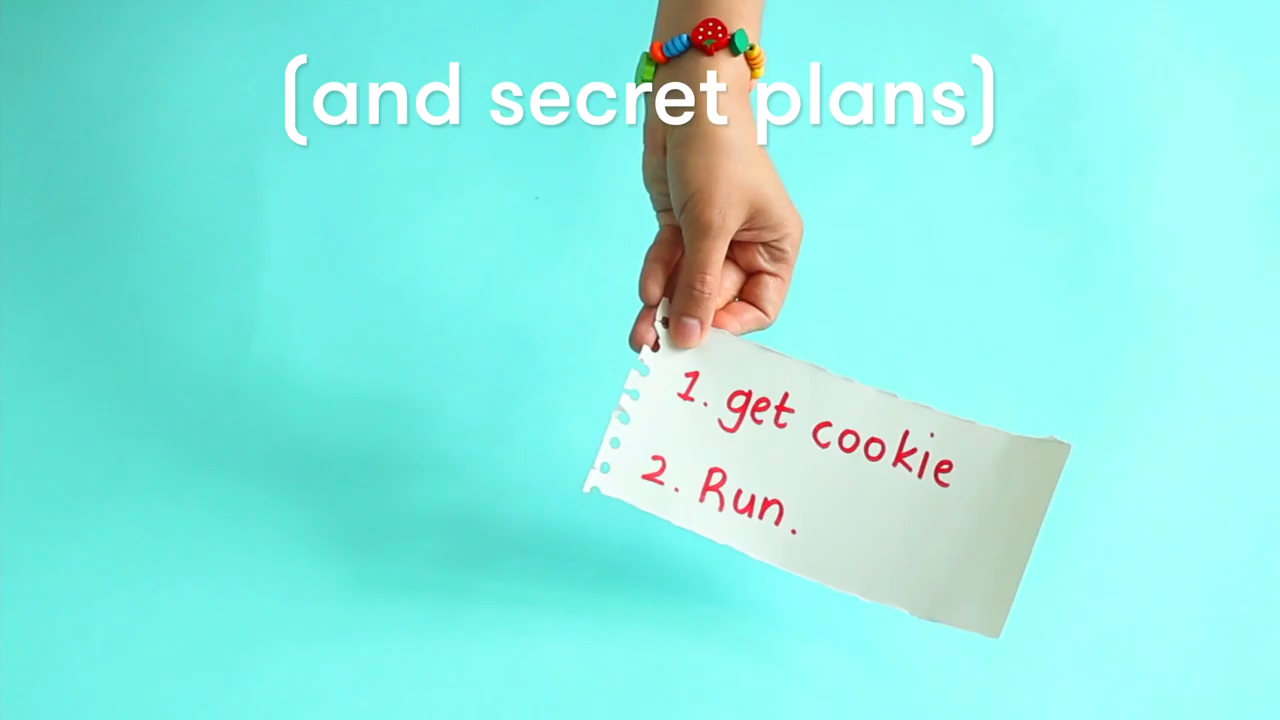 (and secret plans)
1. get cookie
2. Run.